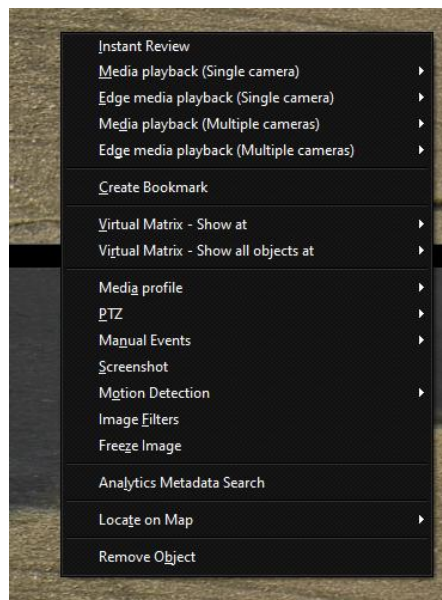 Instant Review
Media playback (Single camera)
Edge media playback (Single camera)
Media playback (Multiple cameras)
Edge media playback (Multiple cameras)
Create Bookmark
Virtual Matrix - Show at
Virtual Matrix - Show all objects at
Media profile
PTZ
Manual Events
Screenshot
Motion Detection
Image Filters
Freeze Image
Analytics Metadata Search
Locate on Map
Remove Object